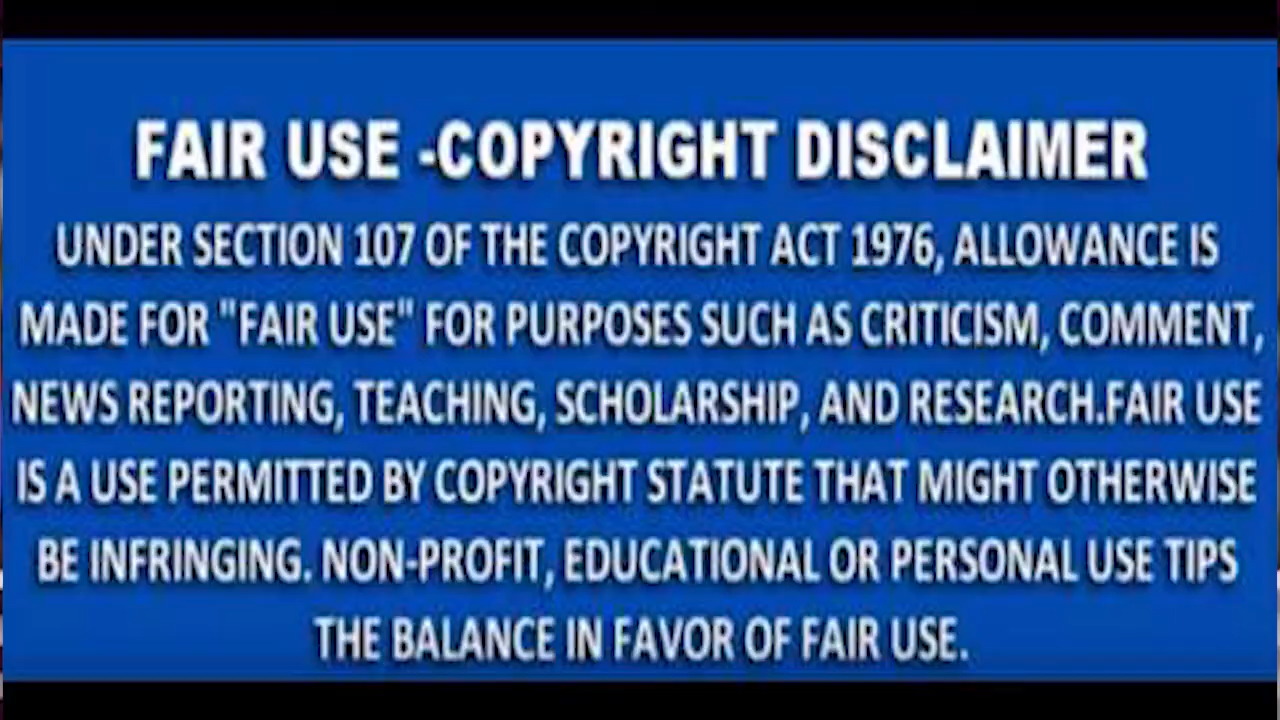 FAIR USE -COPYRIGHT DISCLAIMER
UNDER SECTION 107 OF THE COPYRIGHT ACT 1976, ALLOWANCE IS
MADE FOR "FAIR USE" FOR PURPOSES SUCH AS CRITICISM, COMMENT,
NEWS REPORTING, TEACHING, SCHOLARSHIP, AND RESEARCH.FAIR USE
IS A USE PERMITTED BY COPYRIGHT STATUTE THAT MIGHT OTHERWISE
BE INFRINGING. NON-PROFIT, EDUCATIONAL OR PERSONAL USE TIPS
THE BALANCE IN FAVOR OF FAIR USE.